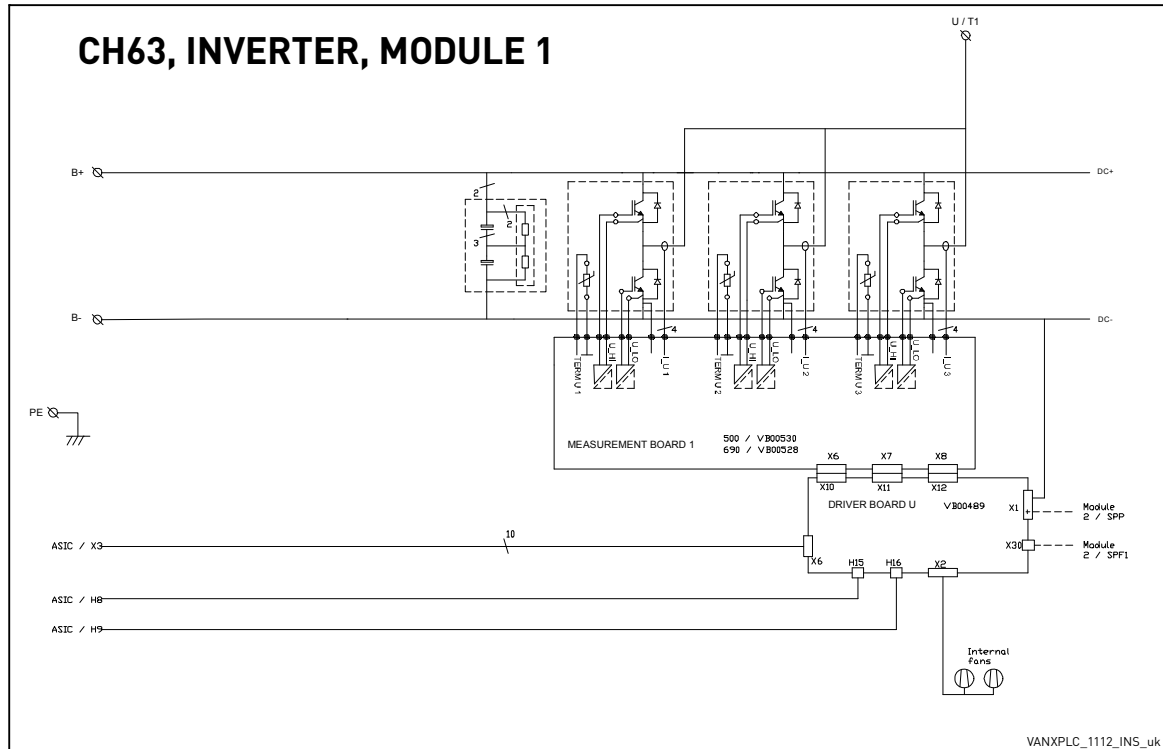 U / T1
CH63, INVERTER, MODULE 1
B+
DC+
2
2
3
B-
DC-
4
4
4
TERM U 1
U_HI
U_LO
I_U 1
TERM U 2
U_HI
U_LO
I_U 2
TERM U 3
U_HI
U_LO
I_U 3
PE
MEASUREMENT BOARD 1
500 / VB00530
690 / VB00528
X6 X7 X8
X10 X11 X12
DRIVER BOARD U VB00489
X1
+
Module
2 / SPP
X30
Module
2 / SPF1
ASIC / X3
10
X6
H15 H16 X2
ASIC / H8
ASIC / H9
Internal
fans
VANXPLC_1112_INS_uk